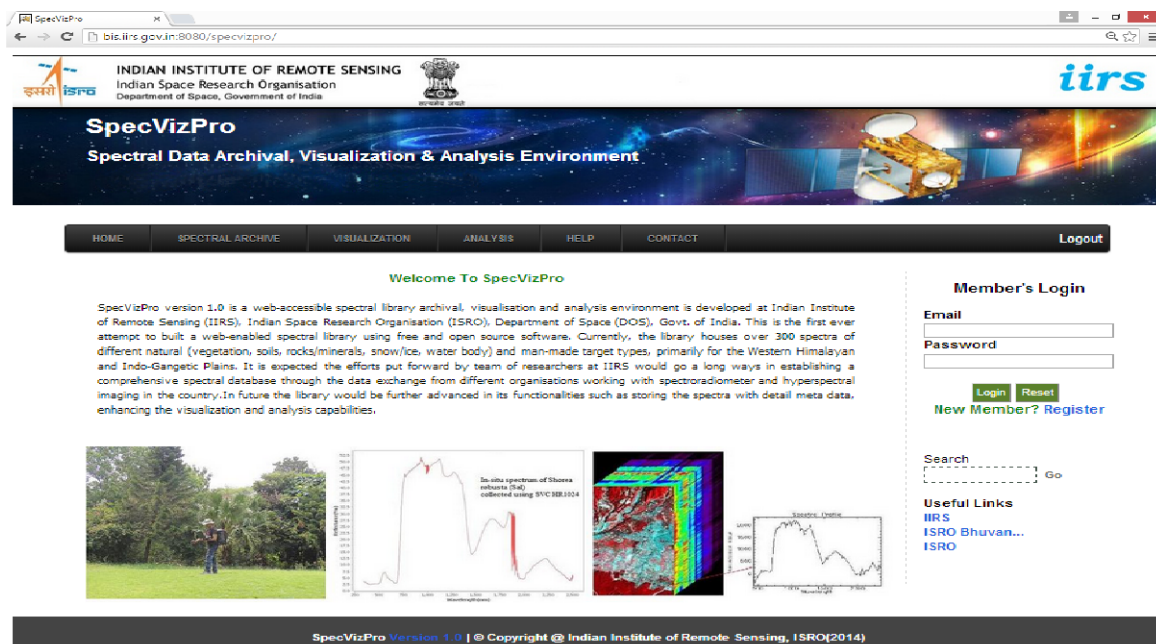 SpecVizPro
bis.iirs.gov.in:8080/specvizpro/
INDIAN INSTITUTE OF REMOTE SENSING
Indian Space Research Organisation
Department of Space, Government of India
इसरो isro
सत्यमेव जयते
iirs
SpecVizPro
Spectral Data Archival, Visualization & Analysis Environment
HOME SPECTRAL ARCHIVE VISUALIZATION ANALYSIS HELP CONTACT Logout
Welcome To SpecVizPro
SpecVizPro version 1.0 is a web-accessible spectral library archival, visualisation and analysis environment is developed at Indian Institute
of Remote Sensing (IIRS), Indian Space Research Organisation (ISRO), Department of Space (DOS), Govt. of India. This is the first ever
attempt to built a web-enabled spectral library using free and open source software. Currently, the library houses over 300 spectra of
different natural (vegetation, soils, rocks/minerals, snow/ice, water body) and man-made target types, primarily for the Western Himalayan
and Indo-Gangetic Plains. It is expected the efforts put forward by team of researchers at IIRS would go a long ways in establishing a
comprehensive spectral database through the data exchange from different organisations working with spectroradiometer and hyperspectral
imaging in the country.In future the library would be further advanced in its functionalities such as storing the spectra with detail meta data,
enhancing the visualization and analysis capabilities.
In-situ spectrum of Shorea
robusta (Sal)
collected using SVC HR1024
Wavelength(nm)
Spectral Profile
Wavelength
Member's Login
Email
Password
Login Reset
New Member? Register
Search
Go
Useful Links
IIRS
ISRO Bhuvan...
ISRO
SpecVizPro Version 1.0 | © Copyright @ Indian Institute of Remote Sensing, ISRO(2014)